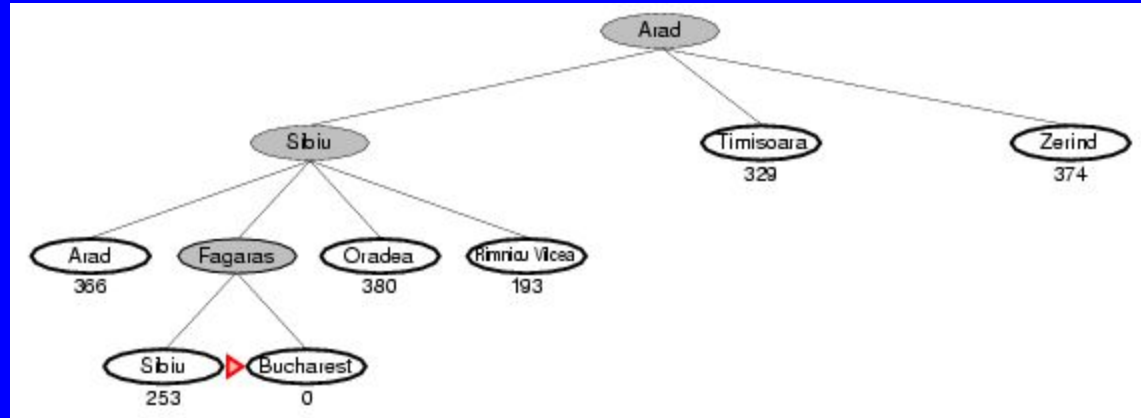 Arad
Sibiu
Timisoara
Zerind
329
374
Arad
Fagaras
Oradea
Rimnicu Vilcea
366
380
193
Sibiu
Bucharest
253
0